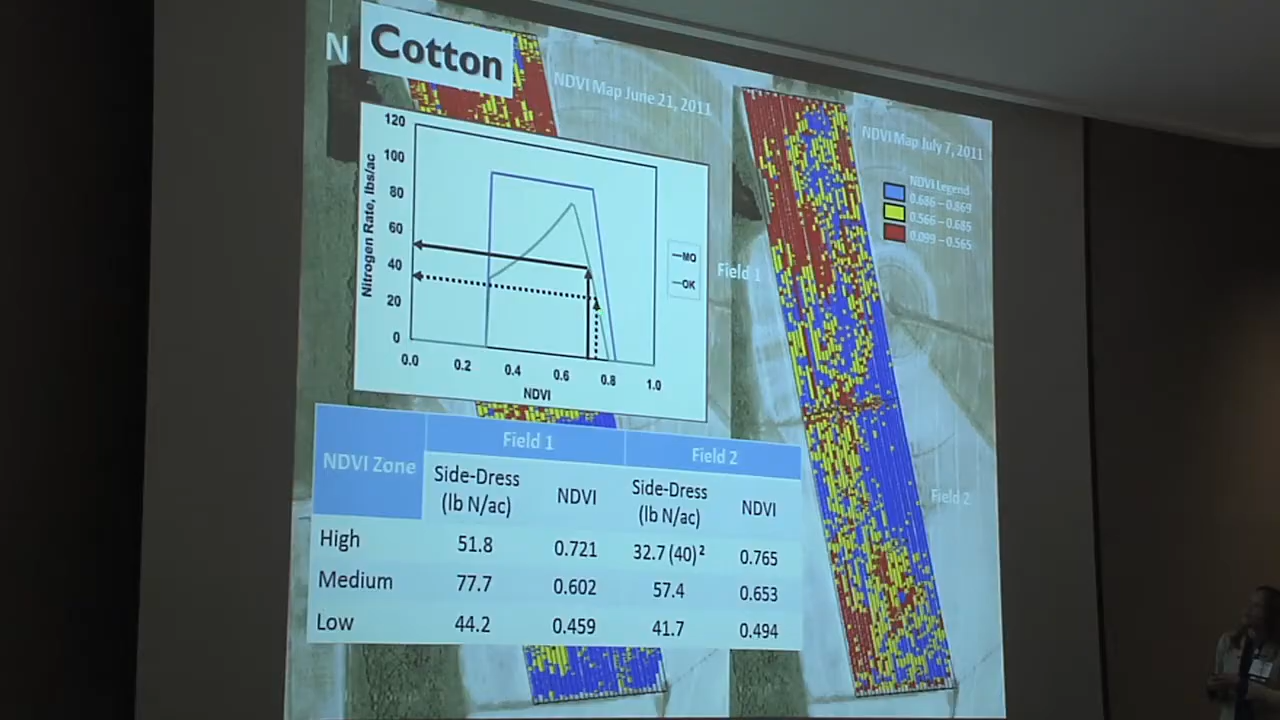 N
Cotton
NDVI Map June 21, 2011
NDVI Map July 7, 2011
NDVI Legend
0.686 – 0.869
0.566 – 0.685
0.099 – 0.565
Field 1
Field 2
Nitrogen Rate, lbs/ac
120
100
80
60
40
20
0
0.0 0.2 0.4 0.6 0.8 1.0
NDVI
MO
OK
NDVI Zone
Field 1 Field 2
Side-Dress (lb N/ac) NDVI Side-Dress (lb N/ac) NDVI
High 51.8 0.721 32.7 (40)² 0.765
Medium 77.7 0.602 57.4 0.653
Low 44.2 0.459 41.7 0.494